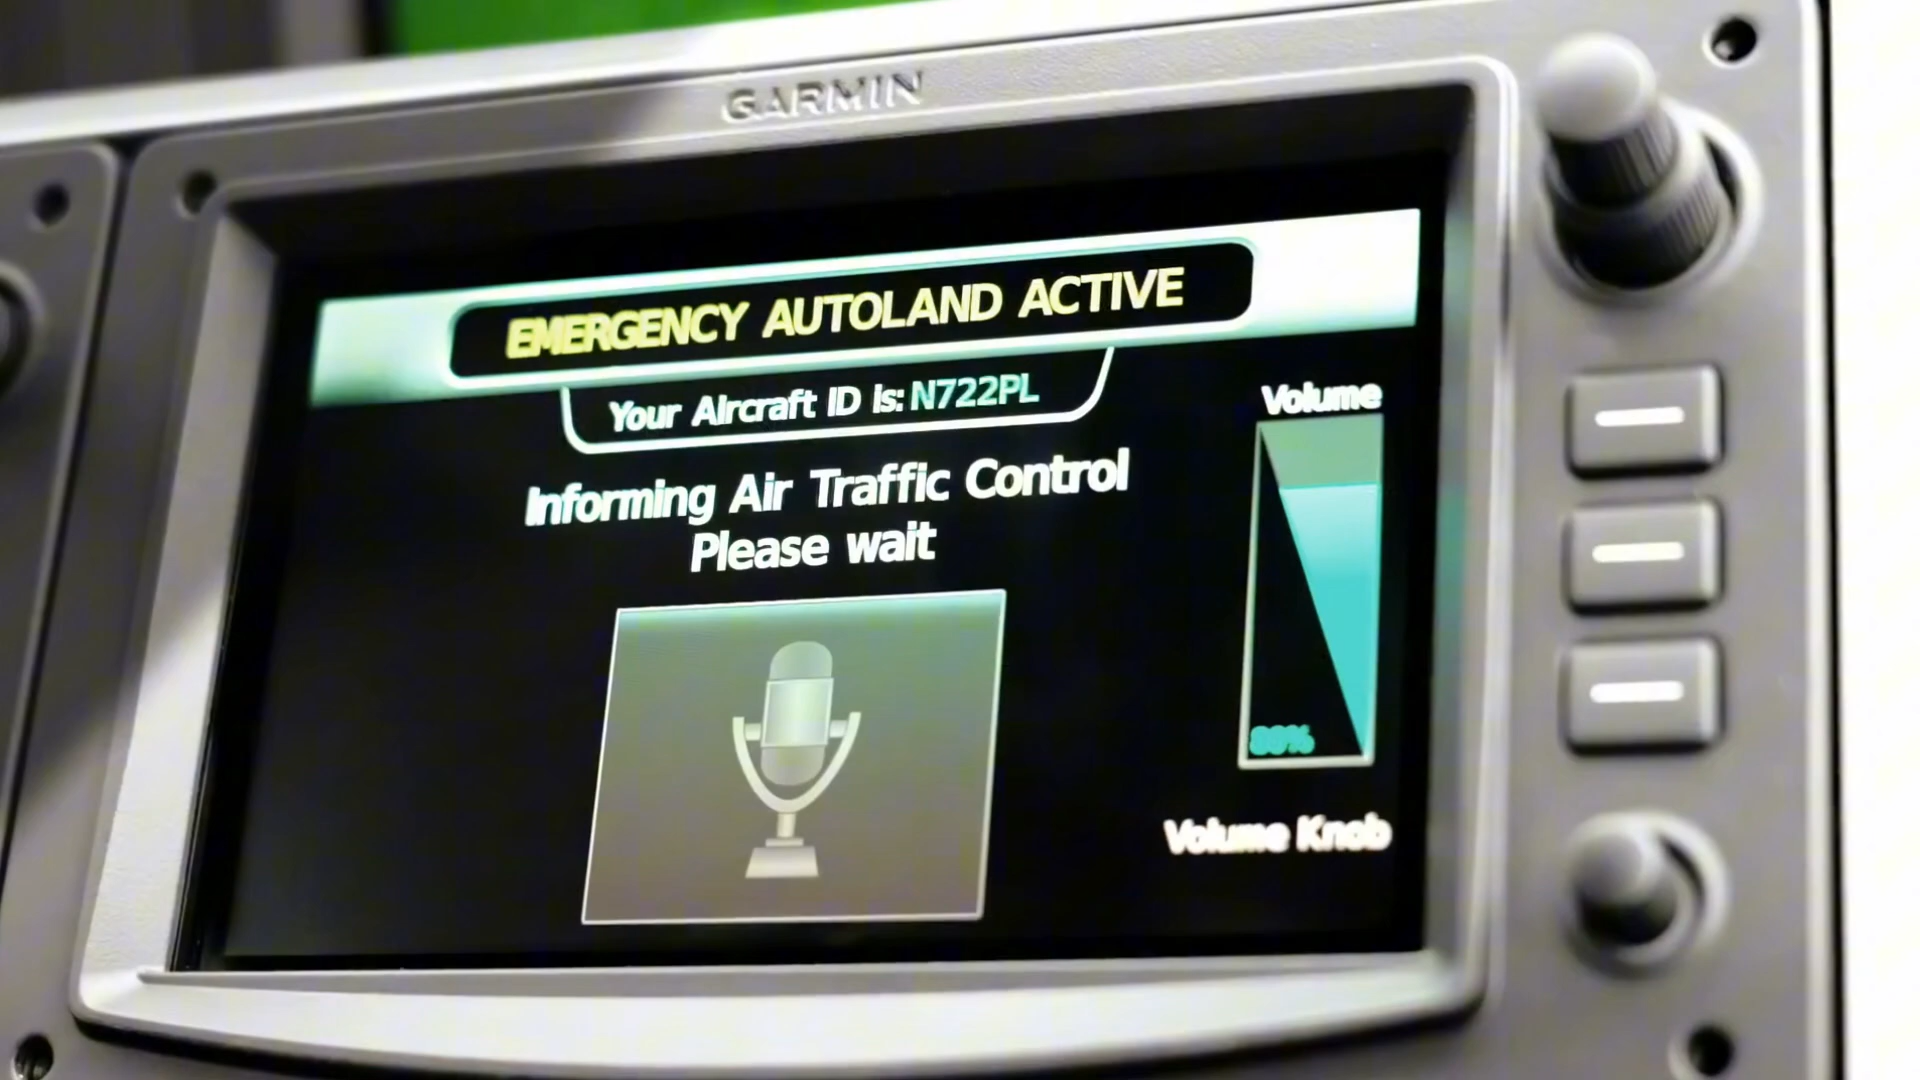 GARMIN
EMERGENCY AUTOLAND ACTIVE
Your Aircraft ID is: N722PL
Informing Air Traffic Control
Please wait
Volume
Volume Knob